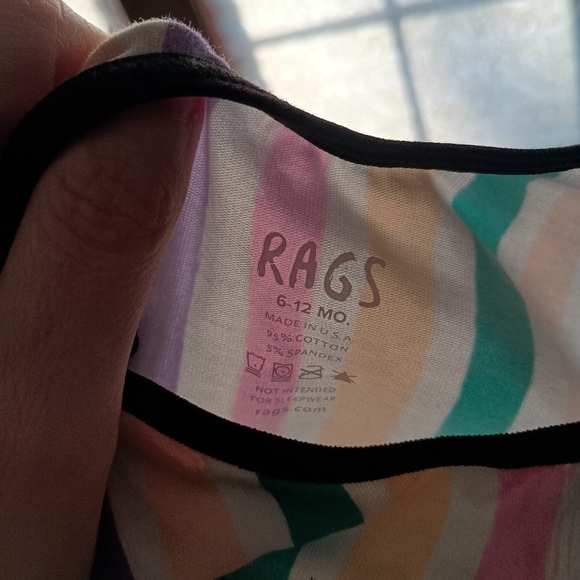 RAGS
6-12 MO.
MADE IN U.S.A
95% COTTON
5% SPANDEX
NOT INTENDED
FOR SLEEPWEAR
rags.com